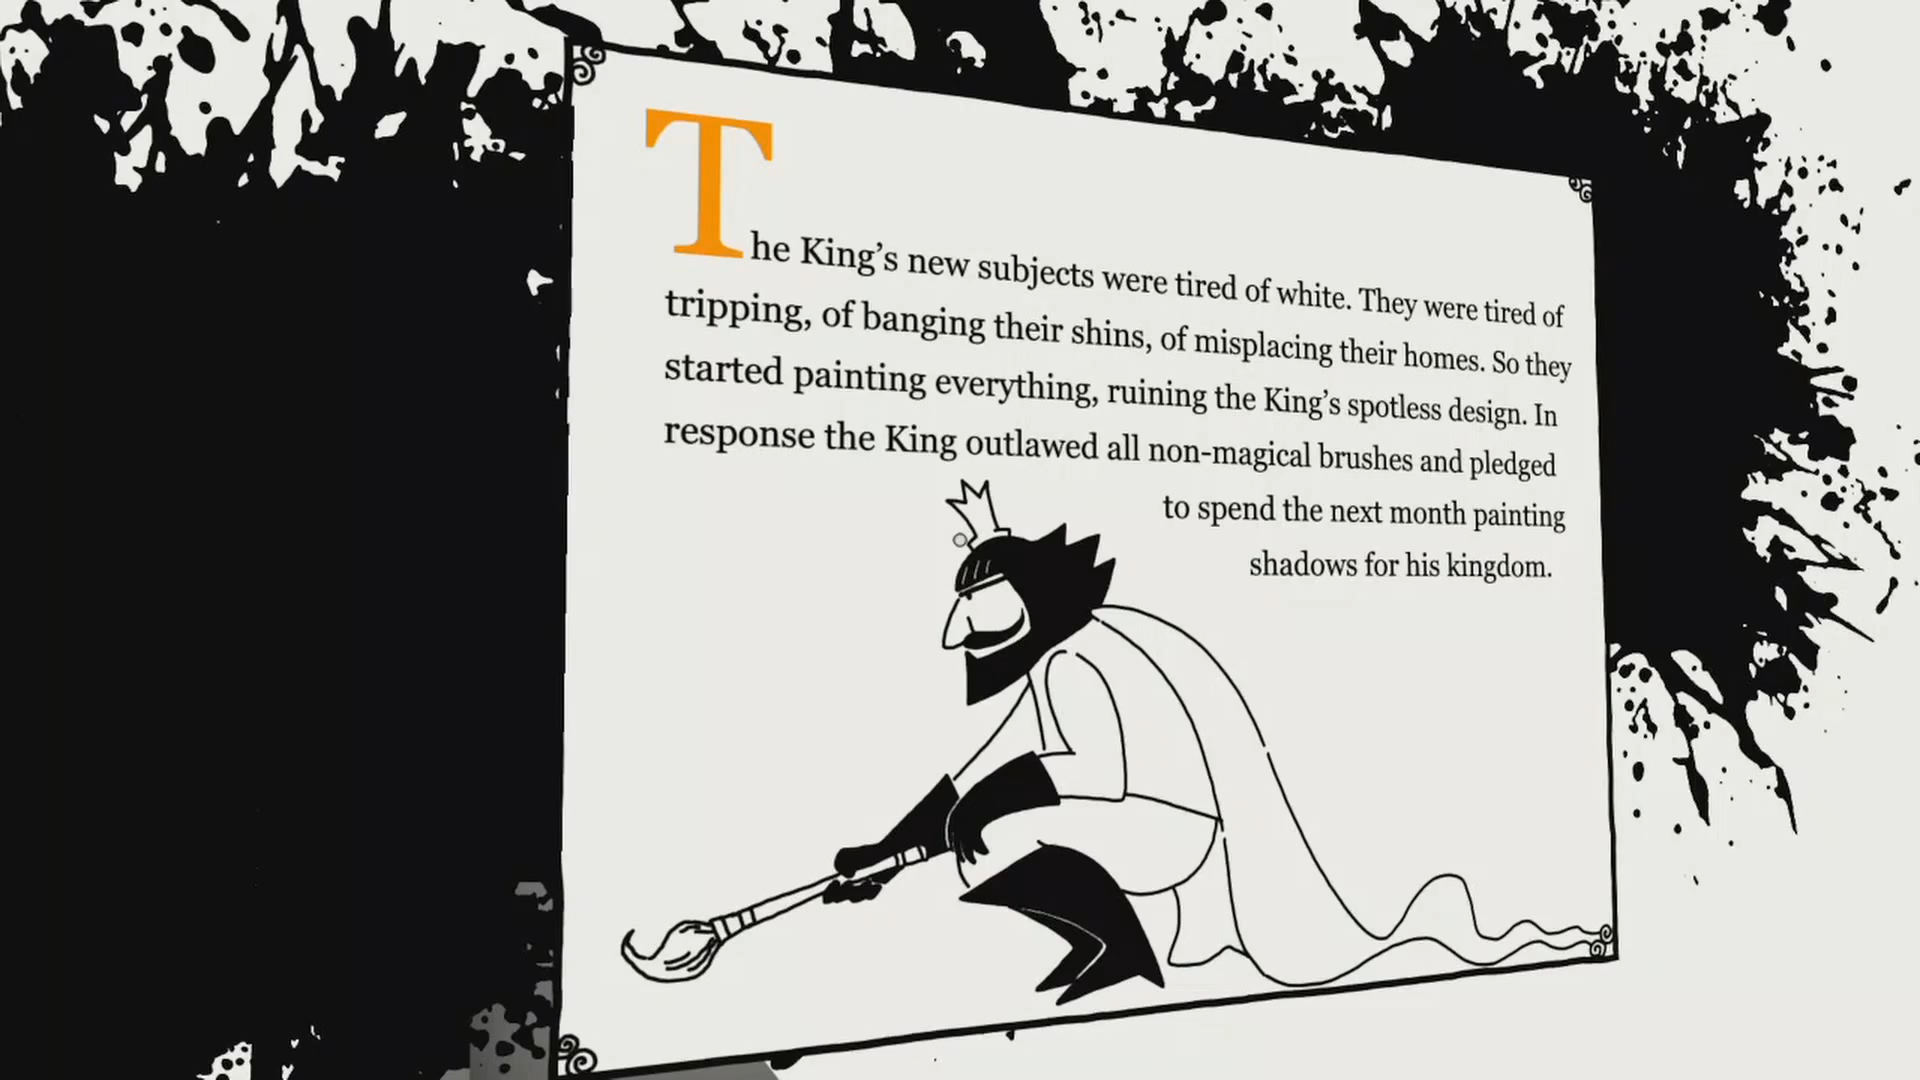 The King’s new subjects were tired of white. They were tired of
tripping, of banging their shins, of misplacing their homes. So they
started painting everything, ruining the King’s spotless design. In
response the King outlawed all non-magical brushes and pledged
to spend the next month painting
shadows for his kingdom.